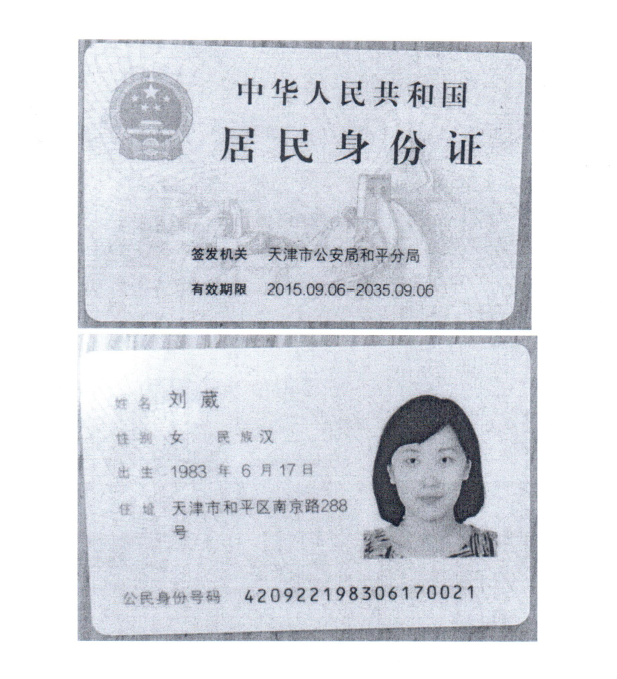 中华人民共和国
居民身份证
签发机关 天津市公安局和平分局
有效期限 2015.09.06-2035.09.06
姓名 刘葳
性别 女 民族汉
出生 1983 年 6 月 17 日
住址 天津市和平区南京路288
号
公民身份号码 420922198306170021